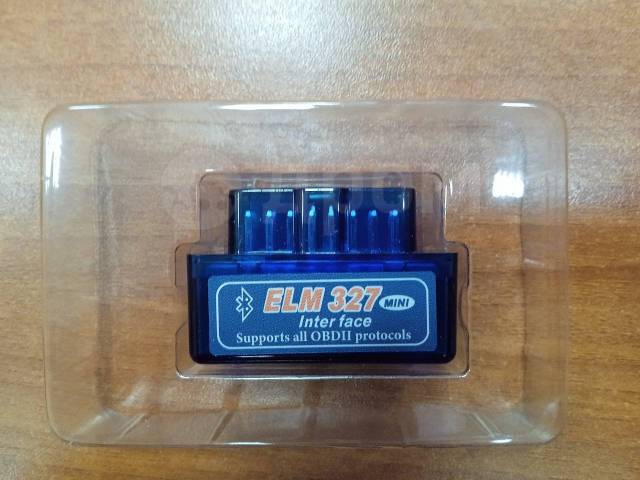 ELM 327 MINI
Inter face
Supports all OBDII protocols